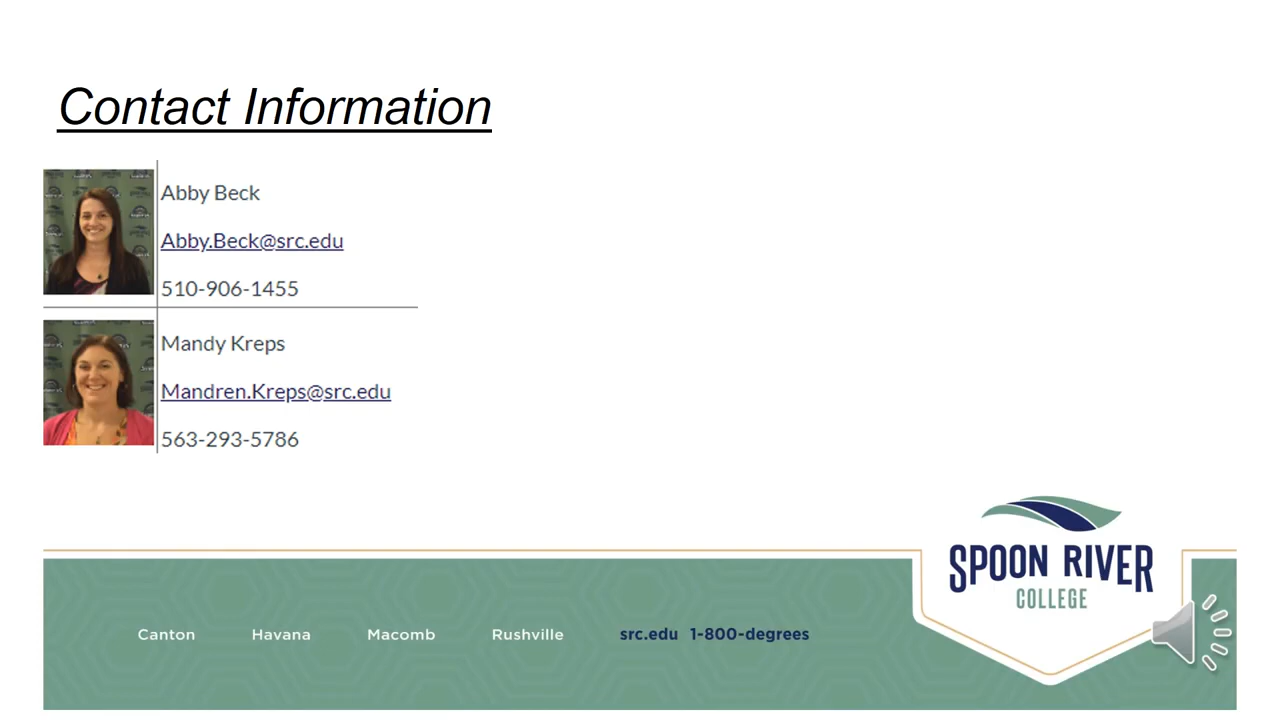 Contact Information
Abby Beck
Abby.Beck@src.edu
510-906-1455
Mandy Kreps
Mandren.Kreps@src.edu
563-293-5786
SPOON RIVER
COLLEGE
Canton Havana Macomb Rushville src.edu 1-800-degrees